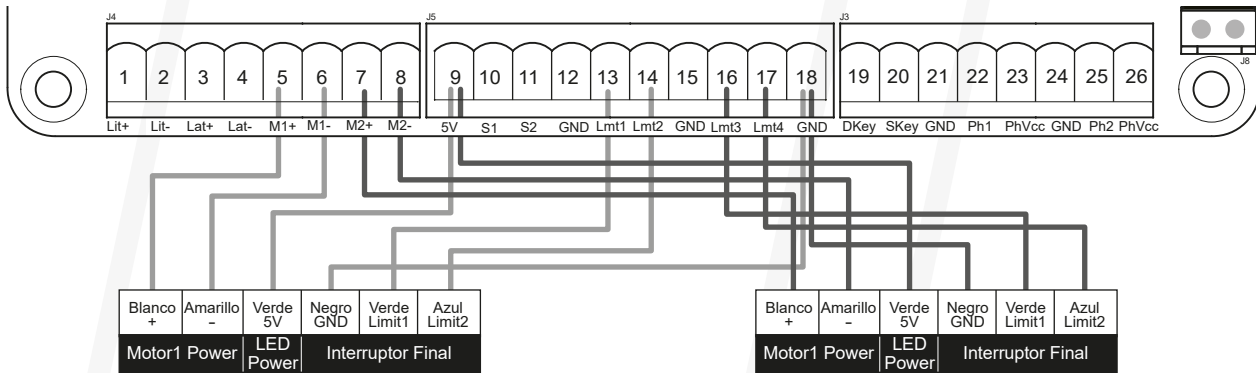 J4 J5 J3
1 2 3 4 5 6 7 8 9 10 11 12 13 14 15 16 17 18 19 20 21 22 23 24 25 26
J8
Lit+ Lit- Lat+ Lat- M1+ M1- M2+ M2- 5V S1 S2 GND Lmt1 Lmt2 GND Lmt3 Lmt4 GND DKey SKey GND Ph1 PhVcc GND Ph2 PhVcc
Blanco Amarillo Verde Negro Verde Azul
+ – 5V GND Limit1 Limit2
Motor1 Power LED Power Interruptor Final
Blanco Amarillo Verde Negro Verde Azul
+ – 5V GND Limit1 Limit2
Motor1 Power LED Power Interruptor Final